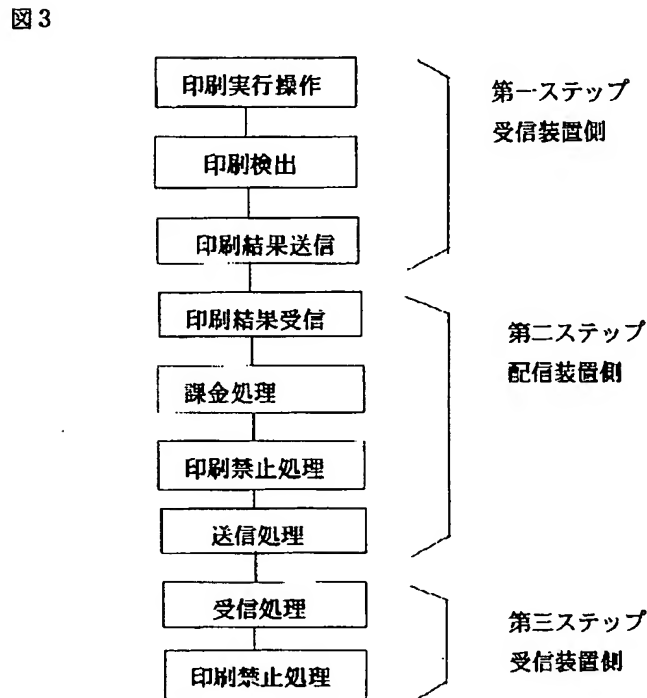 図3
印刷実行操作
印刷検出
印刷結果送信
第一ステップ
受信装置側
印刷結果受信
課金処理
印刷禁止処理
送信処理
第二ステップ
配信装置側
受信処理
印刷禁止処理
第三ステップ
受信装置側